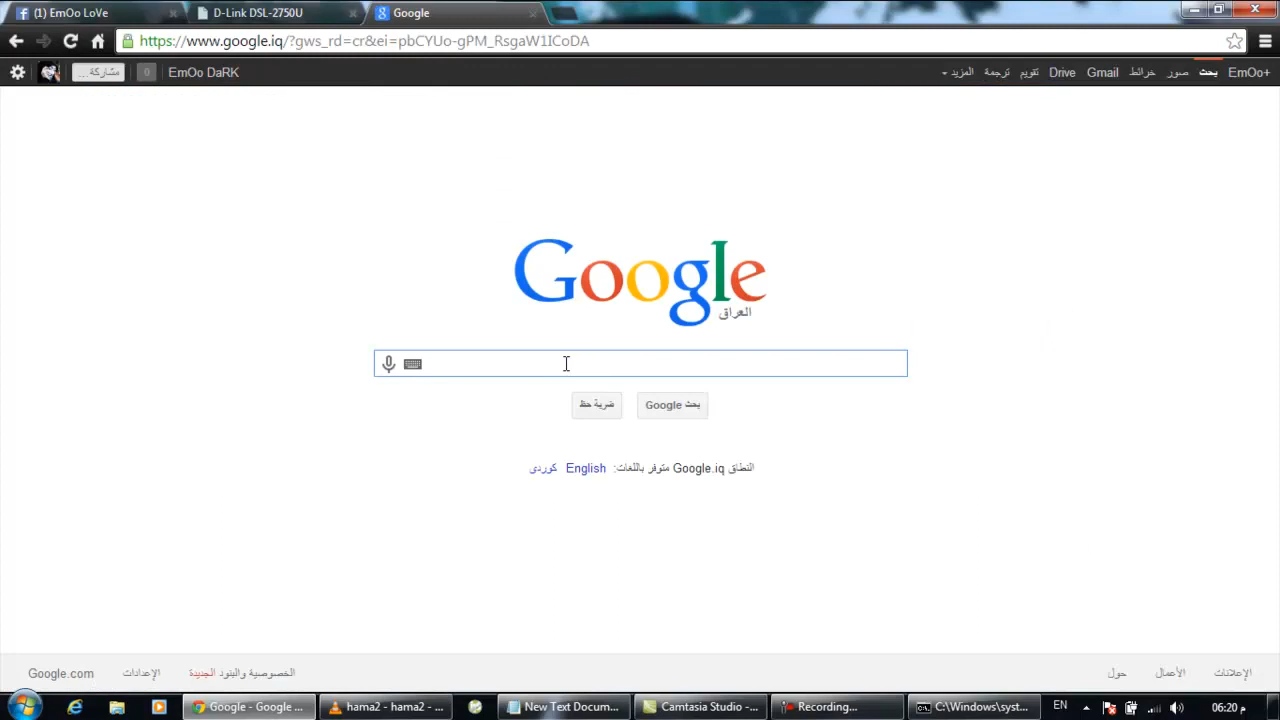 (1) EmOo LoVe
D-Link DSL-2750U
Google
https://www.google.iq/?gws_rd=cr&ei=pbCYUo-gPM_RsgaW1ICoDA
EmOo+ بحث صور خرائط Gmail Drive تقويم ترجمة المزيد
EmOo DaRK 0 مشاركة...
Google
العراق
بحث Google ضربة حظ
النطاق Google.iq متوفر باللغات: English كوردی
الإعلانات الأعمال حول
الخصوصية والبنود الجديدة الإعدادات Google.com
Google - Google ...
hama2 - hama2 - ...
New Text Docum...
Camtasia Studio -...
Recording...
C:\Windows\syst...
EN
06:20 م